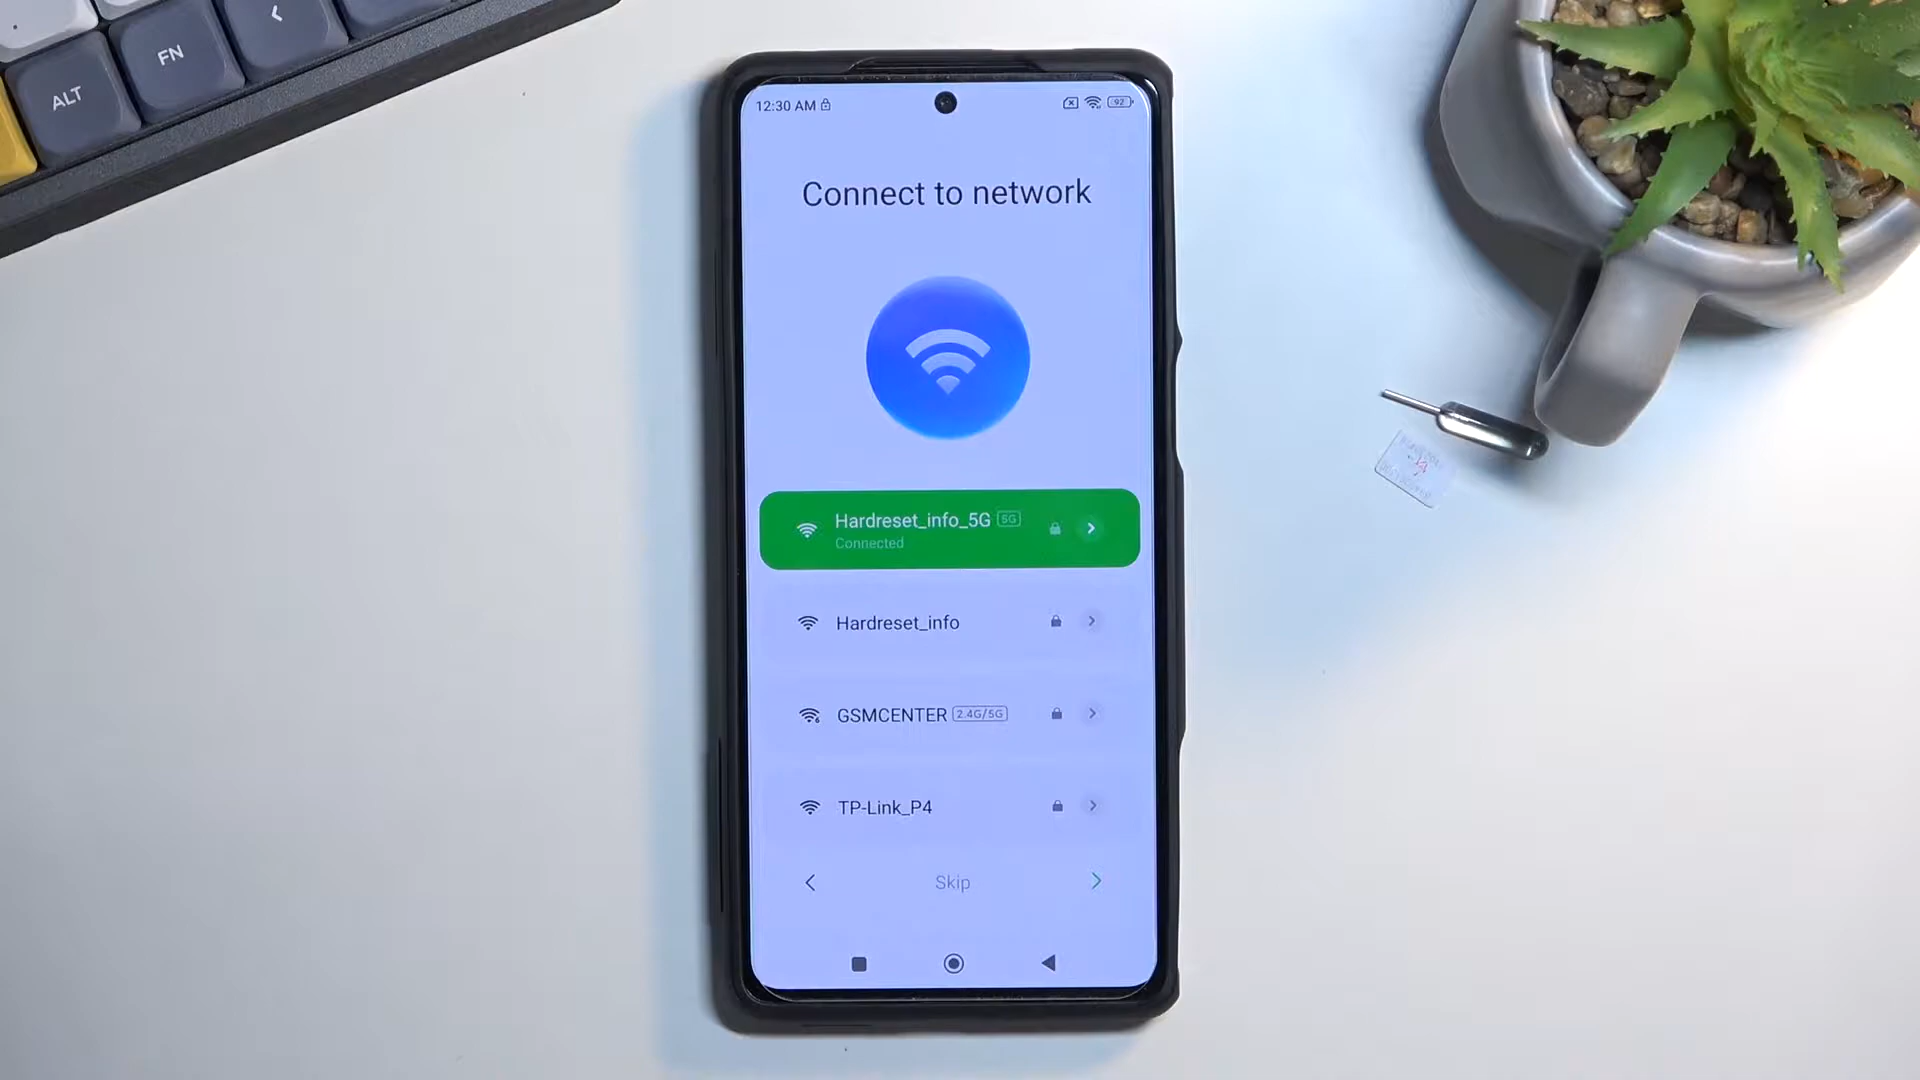 ALT
FN
12:30 AM
92
Connect to network
Hardreset_info_5G 5G
Connected
Hardreset_info
GSMCENTER 2.4G/5G
TP-Link_P4
Skip